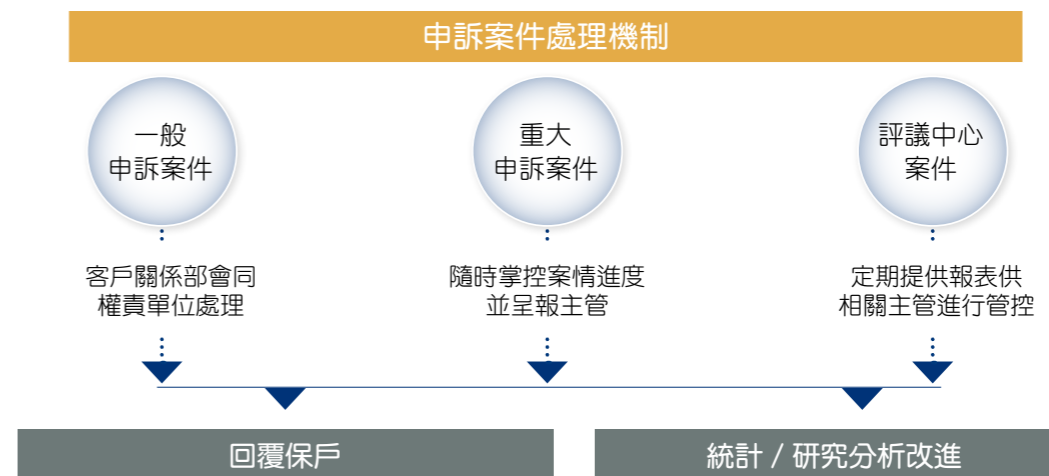 申訴案件處理機制
一般
申訴案件
重大
申訴案件
評議中心
案件
客戶關係部會同
權責單位處理
隨時掌控案情進度
並呈報主管
定期提供報表供
相關主管進行管控
回覆保戶
統計 / 研究分析改進